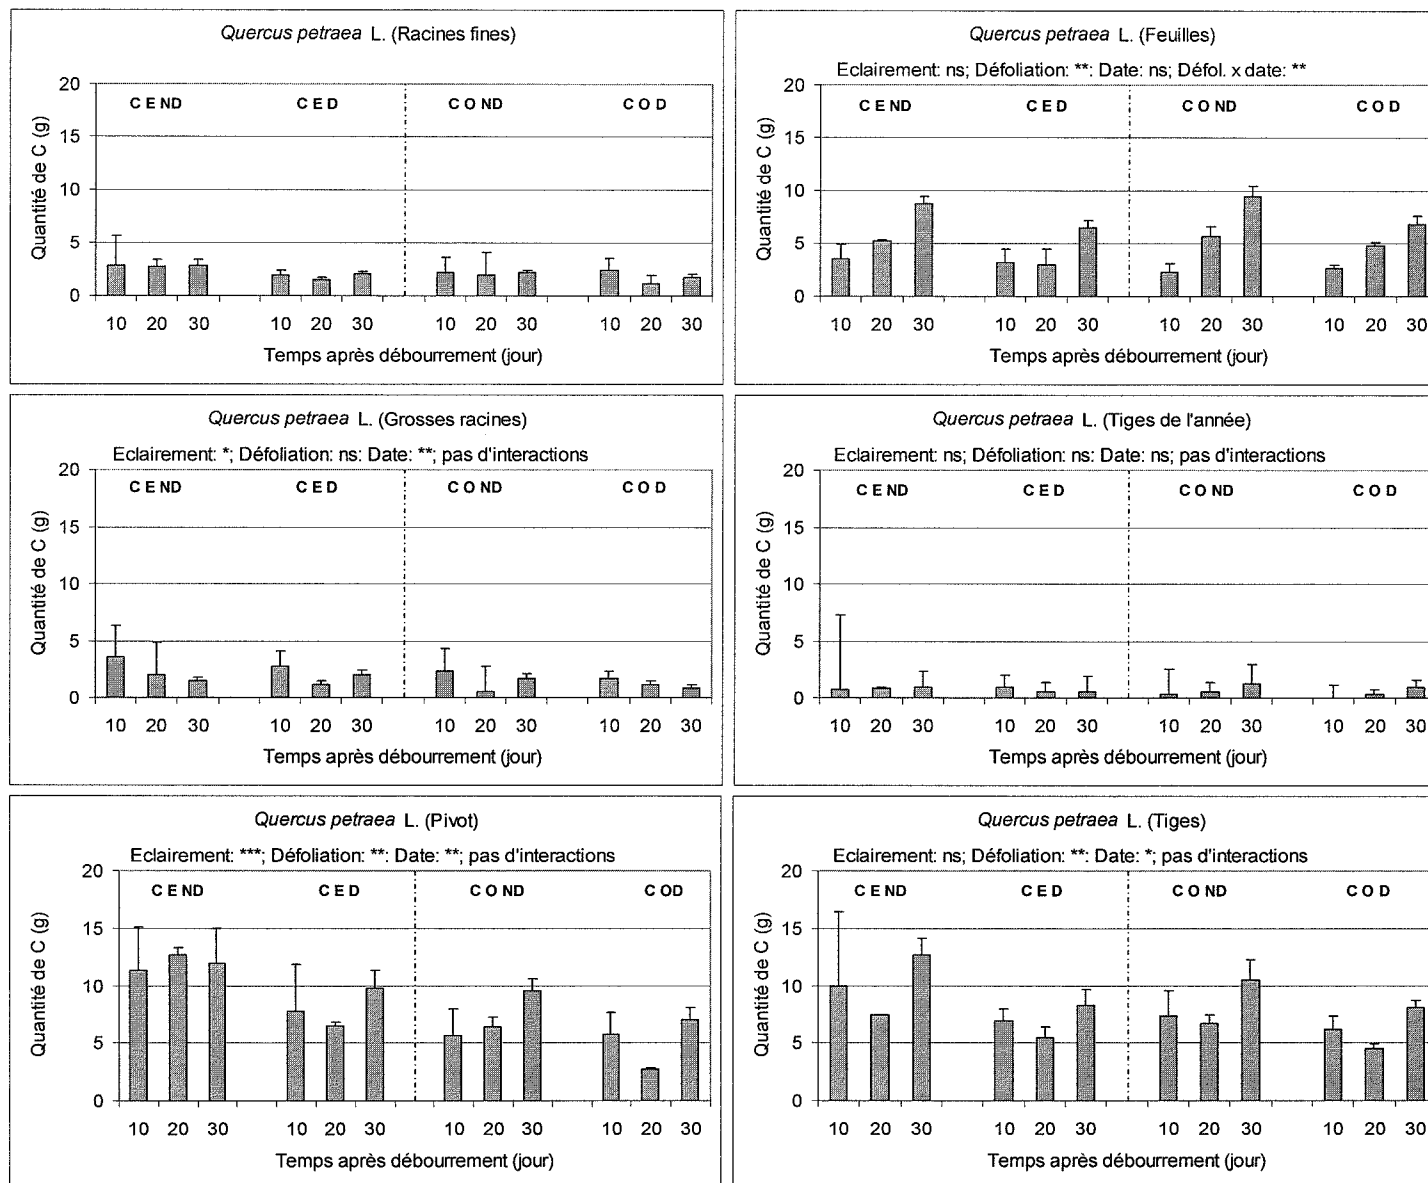 Quercus petraea L. (Racines fines)
Quantité de C (g)
20
15
10
5
0
C E ND
C E D
C O ND
C O D
10 20 30 10 20 30 10 20 30 10 20 30
Temps après débourrement (jour)
Quercus petraea L. (Feuilles)
Eclairement: ns; Défoliation: **: Date: ns; Défol. x date: **
Quantité de C (g)
20
15
10
5
0
C E ND
C E D
C O ND
C O D
10 20 30 10 20 30 10 20 30 10 20 30
Temps après débourrement (jour)
Quercus petraea L. (Grosses racines)
Eclairement: *; Défoliation: ns: Date: **; pas d'interactions
Quantité de C (g)
20
15
10
5
0
C E ND
C E D
C O ND
C O D
10 20 30 10 20 30 10 20 30 10 20 30
Temps après débourrement (jour)
Quercus petraea L. (Tiges de l'année)
Eclairement: ns; Défoliation: ns: Date: ns; pas d'interactions
Quantité de C (g)
20
15
10
5
0
C E ND
C E D
C O ND
C O D
10 20 30 10 20 30 10 20 30 10 20 30
Temps après débourrement (jour)
Quercus petraea L. (Pivot)
Eclairement: ***; Défoliation: **: Date: **; pas d'interactions
Quantité de C (g)
20
15
10
5
0
C E ND
C E D
C O ND
C O D
10 20 30 10 20 30 10 20 30 10 20 30
Temps après débourrement (jour)
Quercus petraea L. (Tiges)
Eclairement: ns; Défoliation: **: Date: *; pas d'interactions
Quantité de C (g)
20
15
10
5
0
C E ND
C E D
C O ND
C O D
10 20 30 10 20 30 10 20 30 10 20 30
Temps après débourrement (jour)